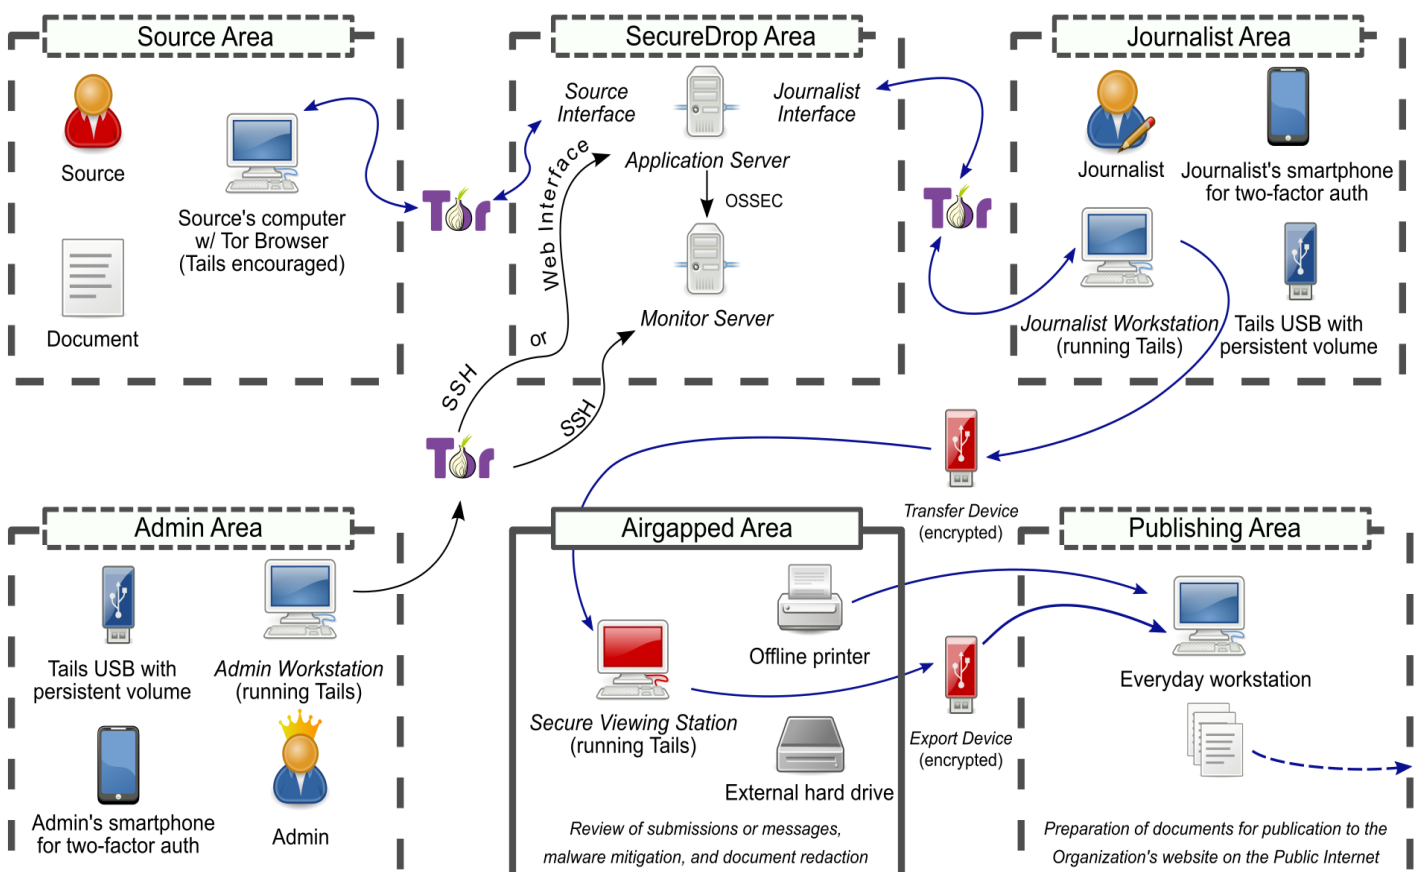 Source Area
Source
Source's computer
w/ Tor Browser
(Tails encouraged)
Document
Tor
SecureDrop Area
Source
Interface
Journalist
Interface
Application Server
OSSEC
Monitor Server
SSH
or
Web Interface
SSH
Tor
Tor
Journalist Area
Journalist
Journalist's smartphone
for two-factor auth
Journalist Workstation
(running Tails)
Tails USB with
persistent volume
Transfer Device
(encrypted)
Admin Area
Tails USB with
persistent volume
Admin Workstation
(running Tails)
Admin's smartphone
for two-factor auth
Admin
Airgapped Area
Offline printer
Secure Viewing Station
(running Tails)
External hard drive
Review of submissions or messages,
malware mitigation, and document redaction
Export Device
(encrypted)
Publishing Area
Everyday workstation
Preparation of documents for publication to the
Organization's website on the Public Internet